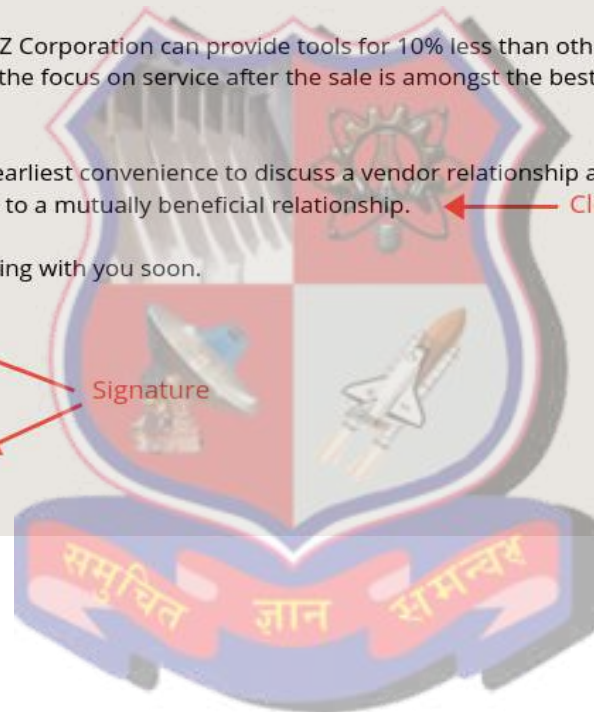 Z Corporation can provide tools for 10% less than oth
the focus on service after the sale is amongst the best
earliest convenience to discuss a vendor relationship a
to a mutually beneficial relationship.
Cl
ing with you soon.
Signature
समुचित ज्ञान समन्वय